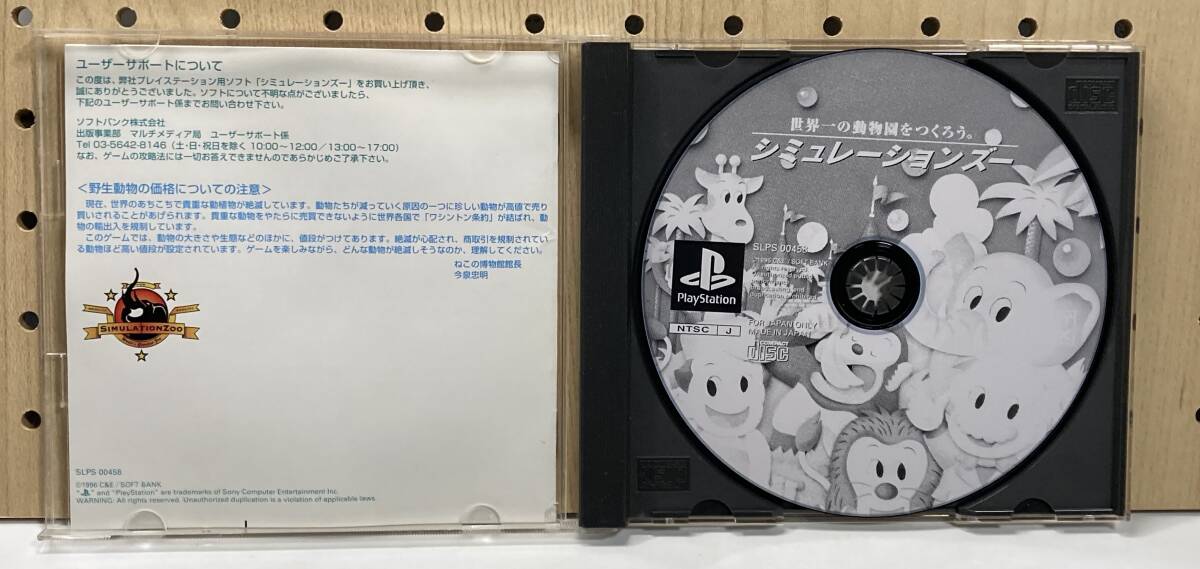 ユーザーサポートについて
この度は、弊社プレイステーション用ソフト「シミュレーションズー」をお買い上げ頂き、
誠にありがとうございました。ソフトについて不明な点がございましたら、
下記のユーザーサポート係までお問い合わせ下さい。
ソフトバンク株式会社
出版事業部 マルチメディア局 ユーザーサポート係
Tel 03-5642-8146（土・日・祝日を除く 10:00〜12:00／13:00〜17:00）
なお、ゲームの攻略法には一切お答えできませんのであらかじめご了承下さい。
＜野生動物の価格についての注意＞
現在、世界のあちこちで貴重な動植物が絶滅しています。動物たちが減っていく原因の一つに珍しい動物が高値で売り
買いされることがあげられます。貴重な動物をやたらに売買できないように世界各国で「ワシントン条約」が結ばれ、動
物の輸出入を規制しています。
このゲームでは、動物の大きさや生態などのほかに、値段がつけてあります。絶滅が心配され、商取引を規制されてい
る動物ほど高い値段が設定されています。ゲームを楽しみながら、どんな動物が絶滅しそうなのか、理解してください。
ねこの博物館館長
今泉忠明
SIMULATIONZOO
SLPS 00458
©1996 C&E / SOFT BANK
" " and "PlayStation" are trademarks of Sony Computer Entertainment Inc.
WARNING: All rights reserved. Unauthorized duplication is a violation of applicable laws.
世界一の動物園をつくろう。
シミュレーションズー
SLPS 00458
©1996 C&E / SOFT BANK
All rights reserved.
PlayStation
NTSC J
FOR JAPAN ONLY
MADE IN JAPAN
COMPACT
disc